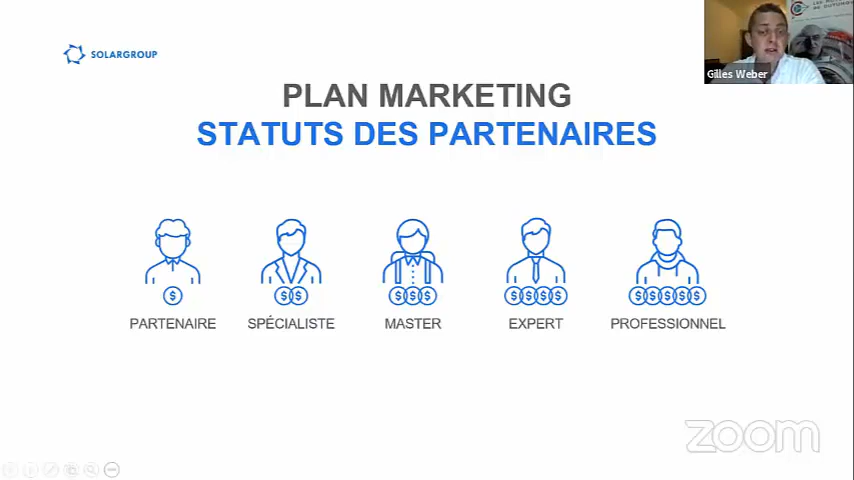 SOLARGROUP
Gilles Weber
PLAN MARKETING
STATUTS DES PARTENAIRES
PARTENAIRE
SPÉCIALISTE
MASTER
EXPERT
PROFESSIONNEL
zoom